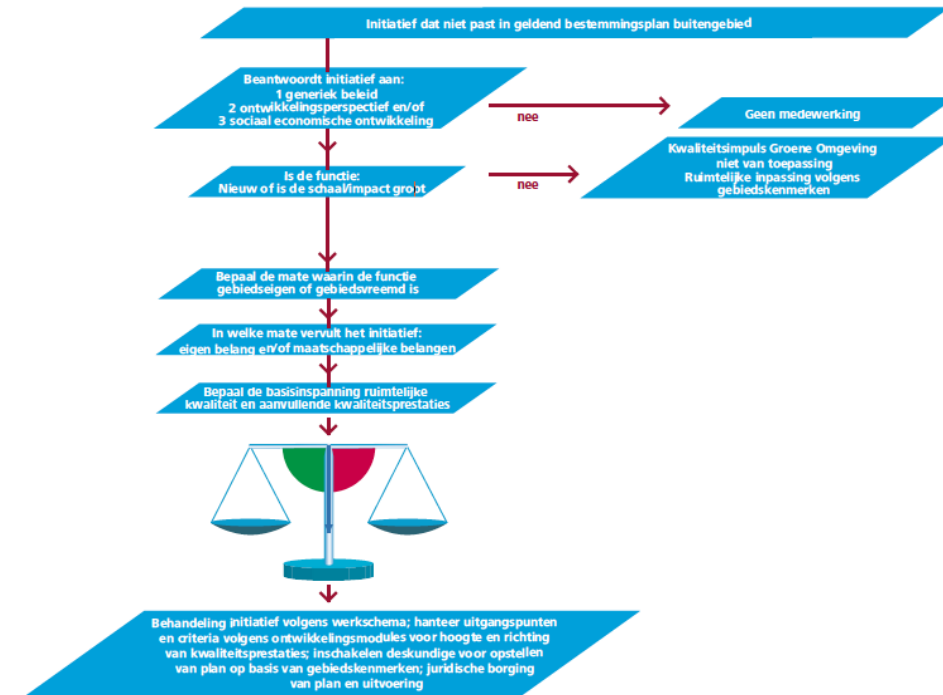 Initiatief dat niet past in geldend bestemmingsplan buitengebied
Beantwoordt initiatief aan:
1 generiek beleid
2 ontwikkelingsperspectief en/of
3 sociaal economische ontwikkeling
nee
Geen medewerking
Is de functie:
Nieuw of is de schaal/impact groot
nee
Kwaliteitsimpuls Groene Omgeving
niet van toepassing
Ruimtelijke inpassing volgens
gebiedskenmerken
Bepaal de mate waarin de functie
gebiedseigen of gebiedsvreemd is
In welke mate vervult het initiatief:
eigen belang en/of maatschappelijke belangen
Bepaal de basisinspanning ruimtelijke
kwaliteit en aanvullende kwaliteitsprestaties
Behandeling initiatief volgens werkschema; hanteer uitgangspunten
en criteria volgens ontwikkelingsmodules voor hoogte en richting
van kwaliteitsprestaties; inschakelen deskundige voor opstellen
van plan op basis van gebiedskenmerken; juridische borging
van plan en uitvoering